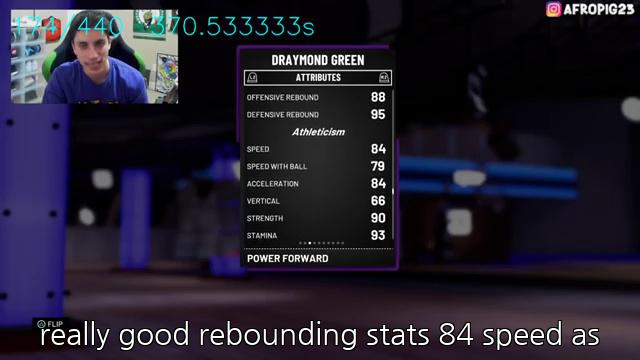 174/440 -370.533333s
AFROPIG23
DRAYMOND GREEN
ATTRIBUTES
OFFENSIVE REBOUND 88
DEFENSIVE REBOUND 95
Athleticism
SPEED 84
SPEED WITH BALL 79
ACCELERATION 84
VERTICAL 66
STRENGTH 90
STAMINA 93
POWER FORWARD
FLIP
really good rebounding stats 84 speed as